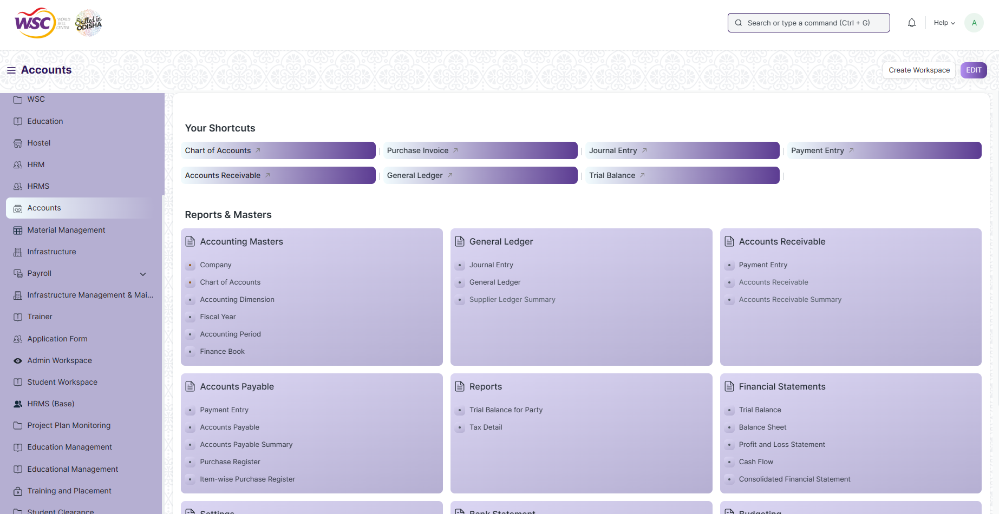 WSC
WORLD
SKILL
CENTER
Skilled in
ODISHA
Search or type a command (Ctrl + G)
Help
A
Accounts
Create Workspace
EDIT
WSC
Education
Hostel
HRM
HRMS
Accounts
Material Management
Infrastructure
Payroll
Infrastructure Management & Mai...
Trainer
Application Form
Admin Workspace
Student Workspace
HRMS (Base)
Project Plan Monitoring
Education Management
Educational Management
Training and Placement
Student Clearance
Your Shortcuts
Chart of Accounts
Purchase Invoice
Journal Entry
Payment Entry
Accounts Receivable
General Ledger
Trial Balance
Reports & Masters
Accounting Masters
Company
Chart of Accounts
Accounting Dimension
Fiscal Year
Accounting Period
Finance Book
General Ledger
Journal Entry
General Ledger
Supplier Ledger Summary
Accounts Receivable
Payment Entry
Accounts Receivable
Accounts Receivable Summary
Accounts Payable
Payment Entry
Accounts Payable
Accounts Payable Summary
Purchase Register
Item-wise Purchase Register
Reports
Trial Balance for Party
Tax Detail
Financial Statements
Trial Balance
Balance Sheet
Profit and Loss Statement
Cash Flow
Consolidated Financial Statement
Settings
Bank Statement
Budgeting